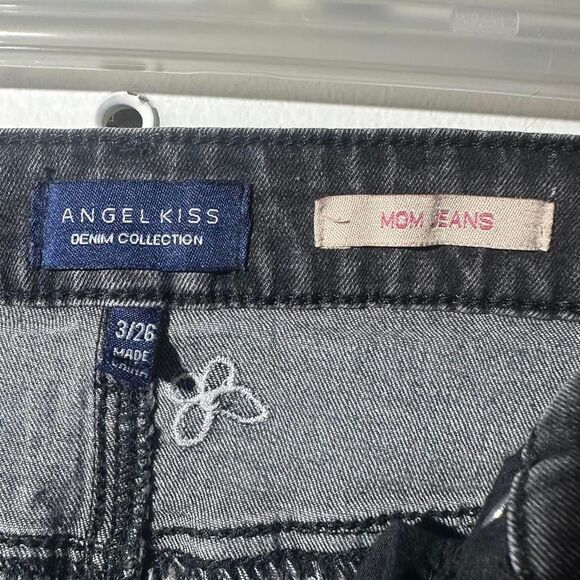 ANGEL KISS
DENIM COLLECTION
MOM JEANS
3/26
MADE